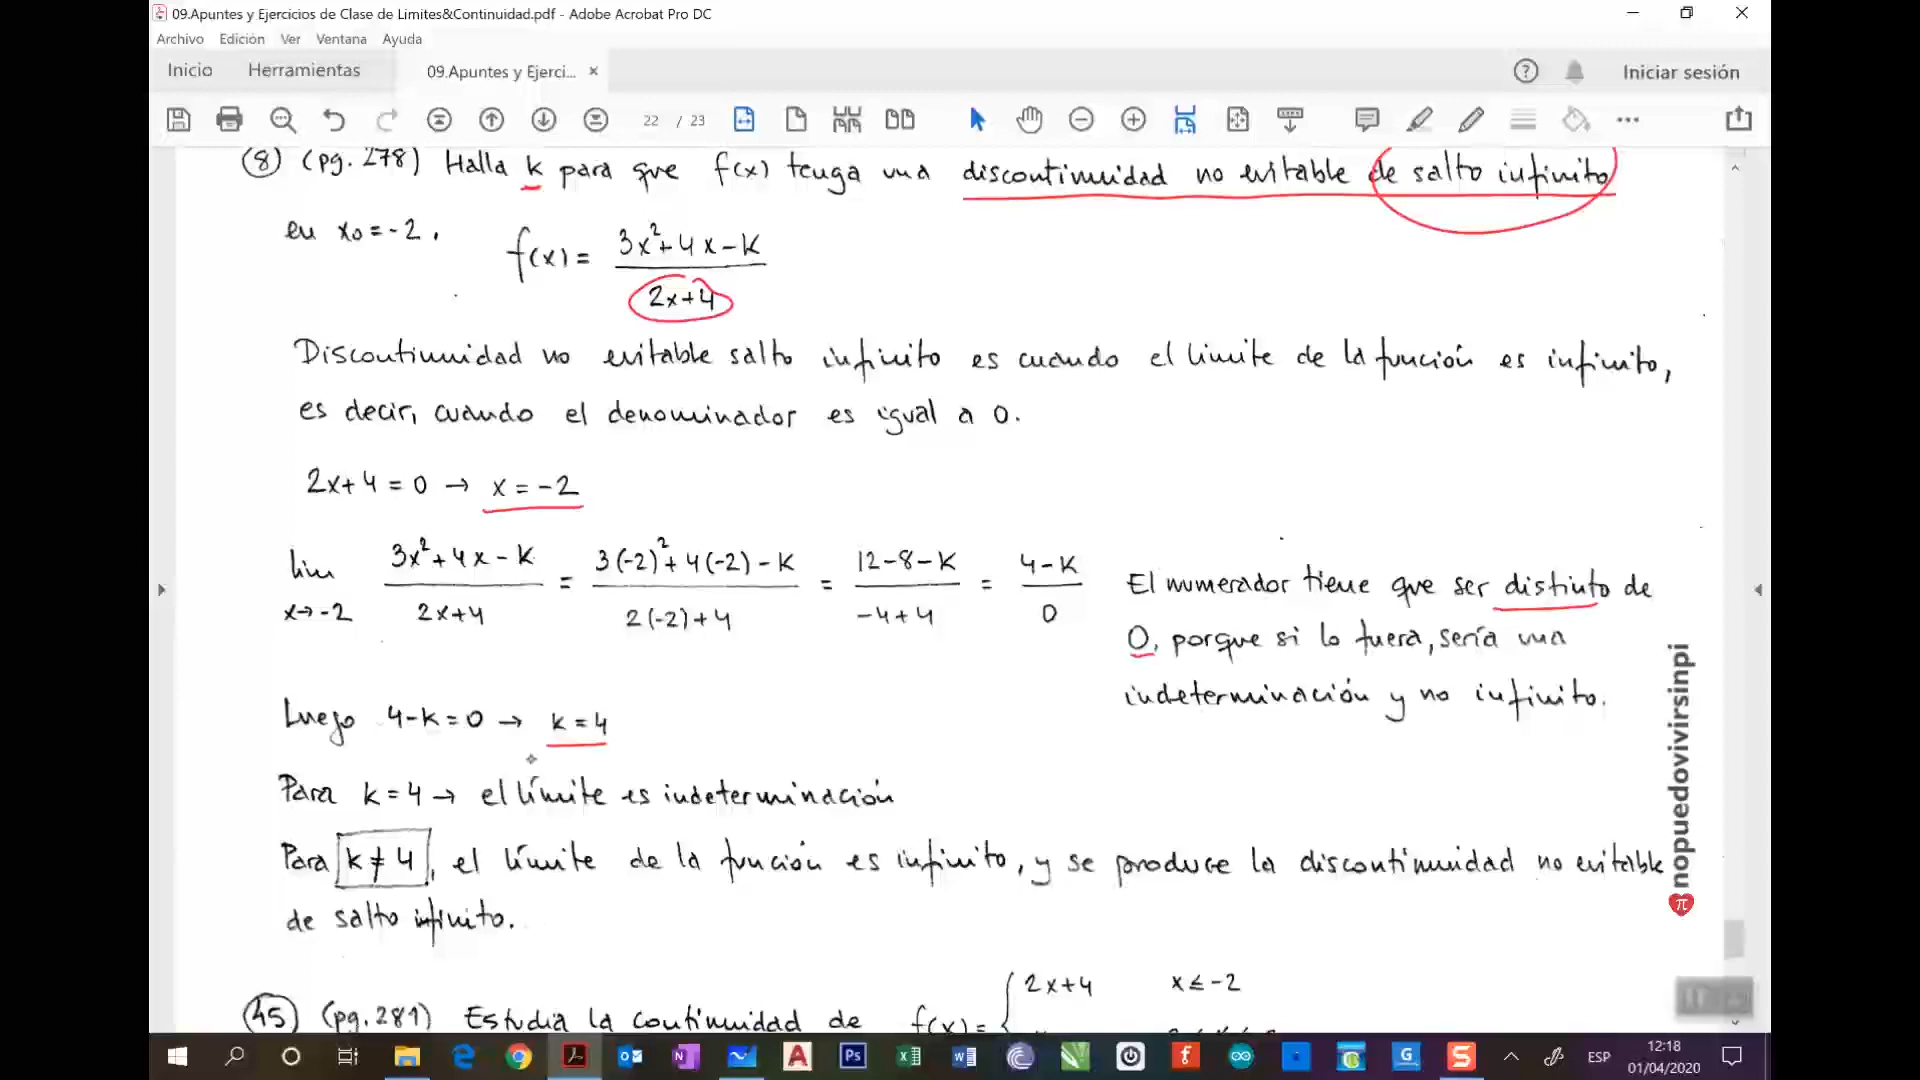 09.Apuntes y Ejercicios de Clase de Limites&Continuidad.pdf - Adobe Acrobat Pro DC
Archivo Edición Ver Ventana Ayuda
Inicio Herramientas 09.Apuntes y Ejerci... × Iniciar sesión
22 / 23
(8) (pg. 278) Halla k para que f(x) tenga una discontinuidad no evitable de salto infinito
en x₀ = -2. f(x) = (3x² + 4x - k) / (2x + 4)
Discontinuidad no evitable salto infinito es cuando el límite de la función es infinito,
es decir, cuando el denominador es igual a 0.
2x + 4 = 0 → x = -2
lim x→-2 (3x² + 4x - k) / (2x + 4) = (3(-2)² + 4(-2) - k) / (2(-2) + 4) = (12 - 8 - k) / (-4 + 4) = (4 - k) / 0
El numerador tiene que ser distinto de
0, porque si lo fuera, sería una
indeterminación y no infinito.
Luego 4 - k = 0 → k = 4
Para k = 4 → el límite es indeterminación
Para k ≠ 4, el límite de la función es infinito, y se produce la discontinuidad no evitable
de salto infinito.
nopuedovivirsinpi
π
(45) (pg. 281) Estudia la continuidad de f(x) = { 2x + 4 x ≤ -2
ESP
12:18
01/04/2020